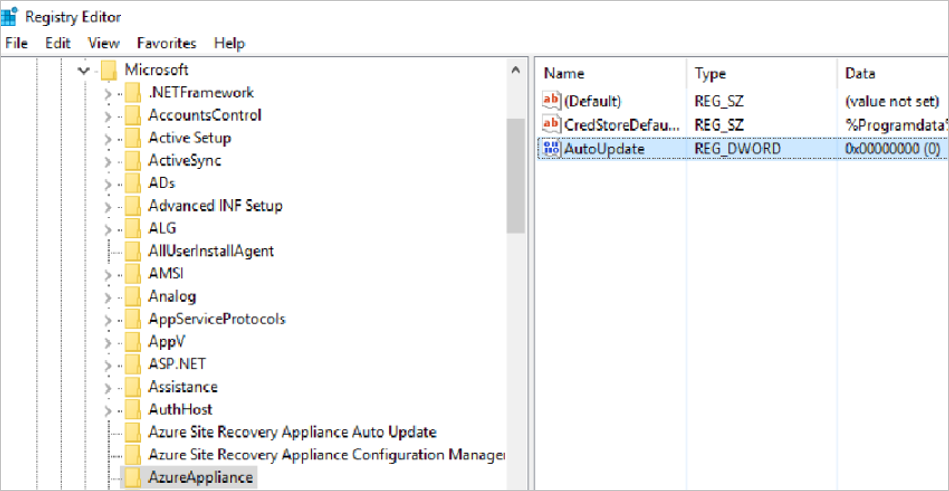 Registry Editor
File Edit View Favorites Help
Microsoft
.NETFramework
AccountsControl
Active Setup
ActiveSync
ADs
Advanced INF Setup
ALG
AllUserInstallAgent
AMSI
Analog
AppServiceProtocols
AppV
ASP.NET
Assistance
AuthHost
Azure Site Recovery Appliance Auto Update
Azure Site Recovery Appliance Configuration Manager
AzureAppliance
Name Type Data
(Default) REG_SZ (value not set)
CredStoreDefau... REG_SZ %Programdata%
AutoUpdate REG_DWORD 0x00000000 (0)